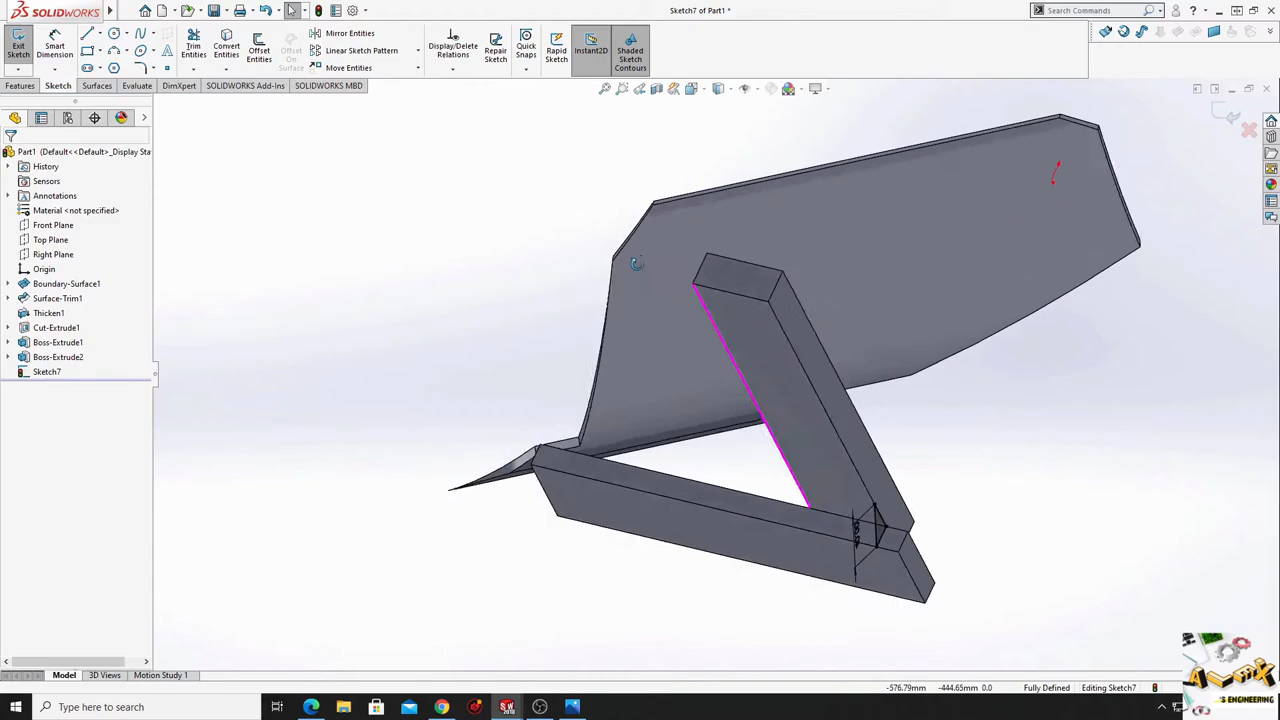 SOLIDWORKS
Sketch7 of Part1 *
Search Commands
Exit Sketch
Smart Dimension
Trim Entities
Convert Entities
Offset Entities
Offset On Surface
Mirror Entities
Linear Sketch Pattern
Move Entities
Display/Delete Relations
Repair Sketch
Quick Snaps
Rapid Sketch
Instant2D
Shaded Sketch Contours
Features
Sketch
Surfaces
Evaluate
DimXpert
SOLIDWORKS Add-Ins
SOLIDWORKS MBD
Part1 (Default<<Default>_Display Sta
History
Sensors
Annotations
Material <not specified>
Front Plane
Top Plane
Right Plane
Origin
Boundary-Surface1
Surface-Trim1
Thicken1
Cut-Extrude1
Boss-Extrude1
Boss-Extrude2
Sketch7
Model
3D Views
Motion Study 1
-576.79mm
-444.65mm 0.0
Fully Defined
Editing Sketch7
Type here to search
'S ENGINEERING